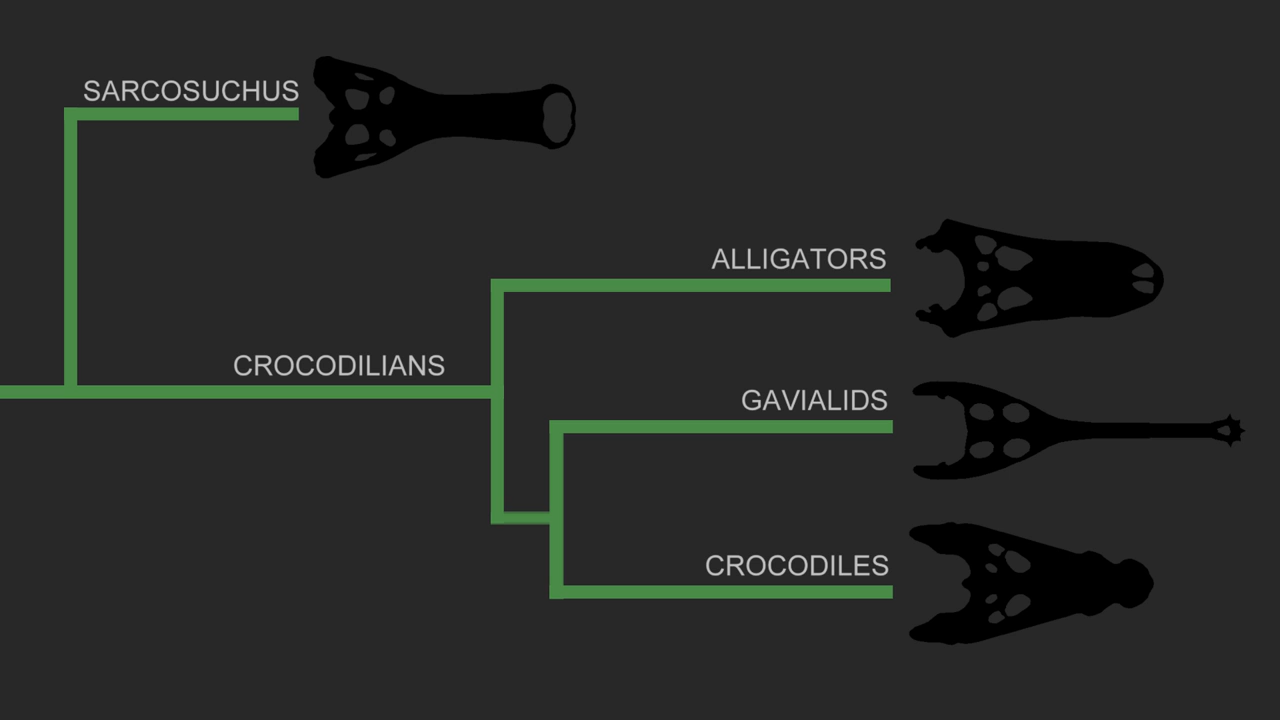 SARCOSUCHUS
ALLIGATORS
CROCODILIANS
GAVIALIDS
CROCODILES